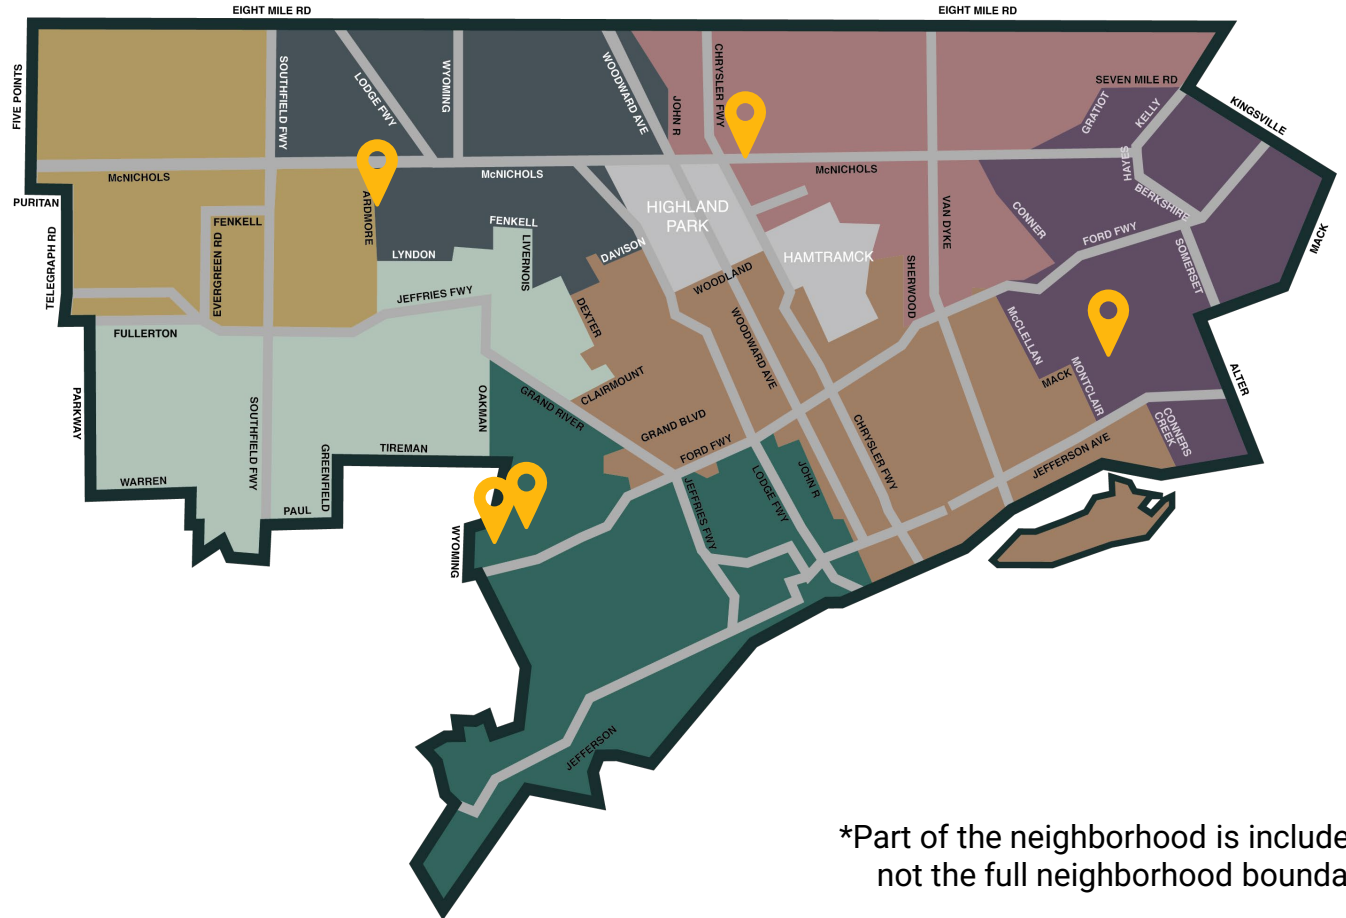 EIGHT MILE RD
EIGHT MILE RD
FIVE POINTS
SOUTHFIELD FWY
LODGE FWY
WYOMING
WOODWARD AVE
JOHN R
CHRYSLER FWY
SEVEN MILE RD
GRATIOT
KELLY
KINGSVILLE
HAYES
BERKSHIRE
McNICHOLS
McNICHOLS
McNICHOLS
PURITAN
ARDMORE
FENKELL
FENKELL
LYNDON
LIVERNOIS
DAVISON
HIGHLAND
PARK
HAMTRAMCK
VAN DYKE
CONNER
FORD FWY
SOMERSET
MACK
TELEGRAPH RD
EVERGREEN RD
JEFFRIES FWY
WOODLAND
SHERWOOD
DEXTER
WOODWARD AVE
McCLELLAN
FULLERTON
MACK
MONTCLAIR
ALTER
PARKWAY
SOUTHFIELD FWY
OAKMAN
GRAND RIVER
CLAIRMOUNT
GRAND BLVD
FORD FWY
CHRYSLER FWY
CONNERS
CREEK
JEFFERSON AVE
TIREMAN
GREENFIELD
WARREN
PAUL
WYOMING
JEFFRIES FWY
LODGE FWY
JOHN R
JEFFERSON
*Part of the neighborhood is include
not the full neighborhood bounda